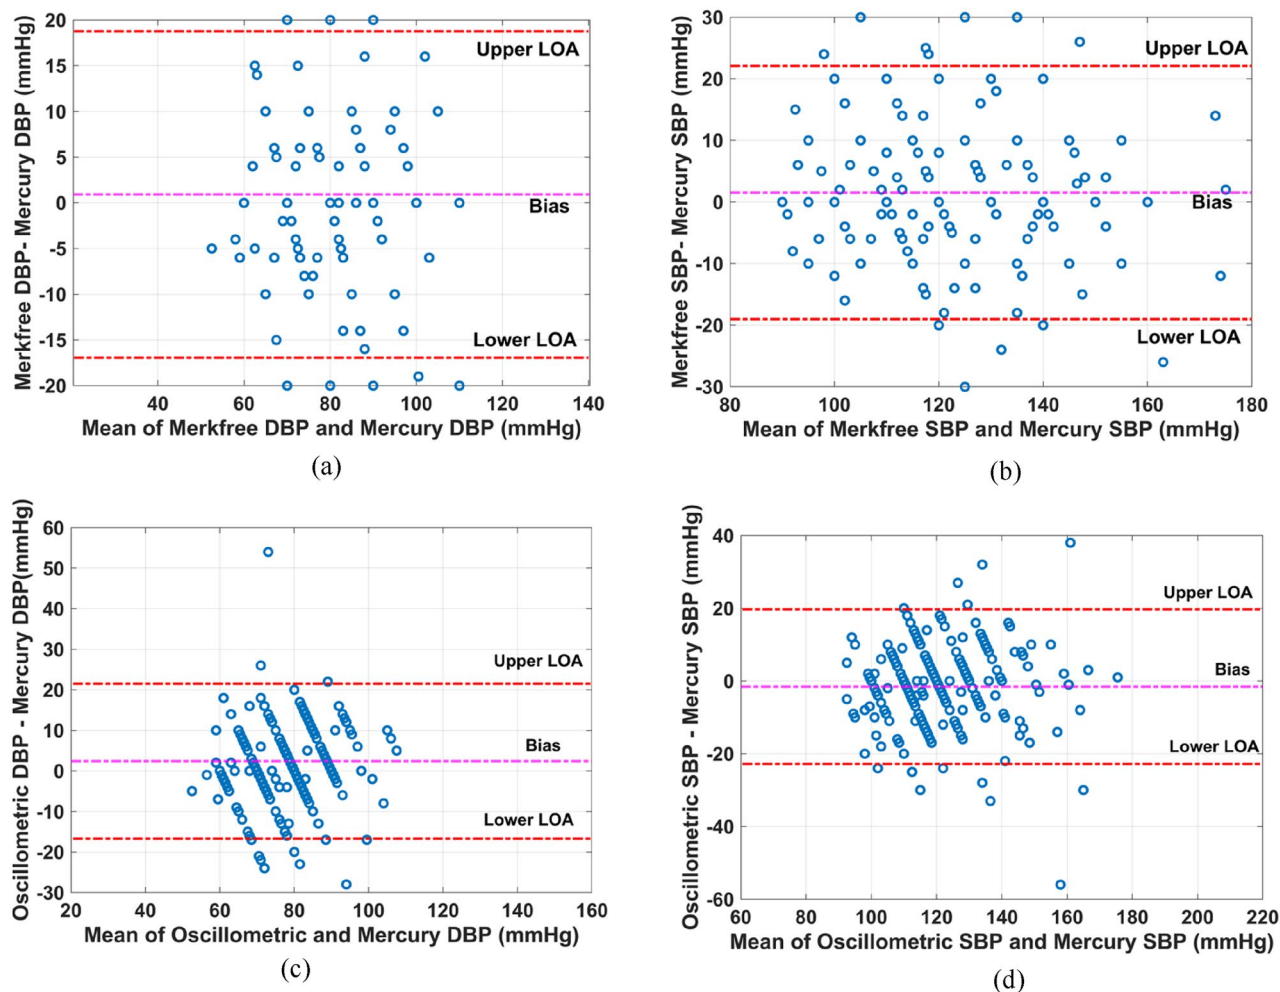 Merkfree DBP- Mercury DBP (mmHg)
20
15
10
5
0
-5
-10
-15
-20
Upper LOA
Bias
Lower LOA
40 60 80 100 120 140
Mean of Merkfree DBP and Mercury DBP (mmHg)
(a)
Merkfree SBP- Mercury SBP (mmHg)
30
20
10
0
-10
-20
-30
Upper LOA
Bias
Lower LOA
80 100 120 140 160 180
Mean of Merkfree SBP and Mercury SBP (mmHg)
(b)
Oscillometric DBP - Mercury DBP(mmHg)
60
50
40
30
20
10
0
-10
-20
-30
Upper LOA
Bias
Lower LOA
20 40 60 80 100 120 140 160
Mean of Oscillometric and Mercury DBP (mmHg)
(c)
Oscillometric SBP - Mercury SBP (mmHg)
40
20
0
-20
-40
-60
Upper LOA
Bias
Lower LOA
60 80 100 120 140 160 180 200 220
Mean of Oscillometric SBP and Mercury SBP (mmHg)
(d)